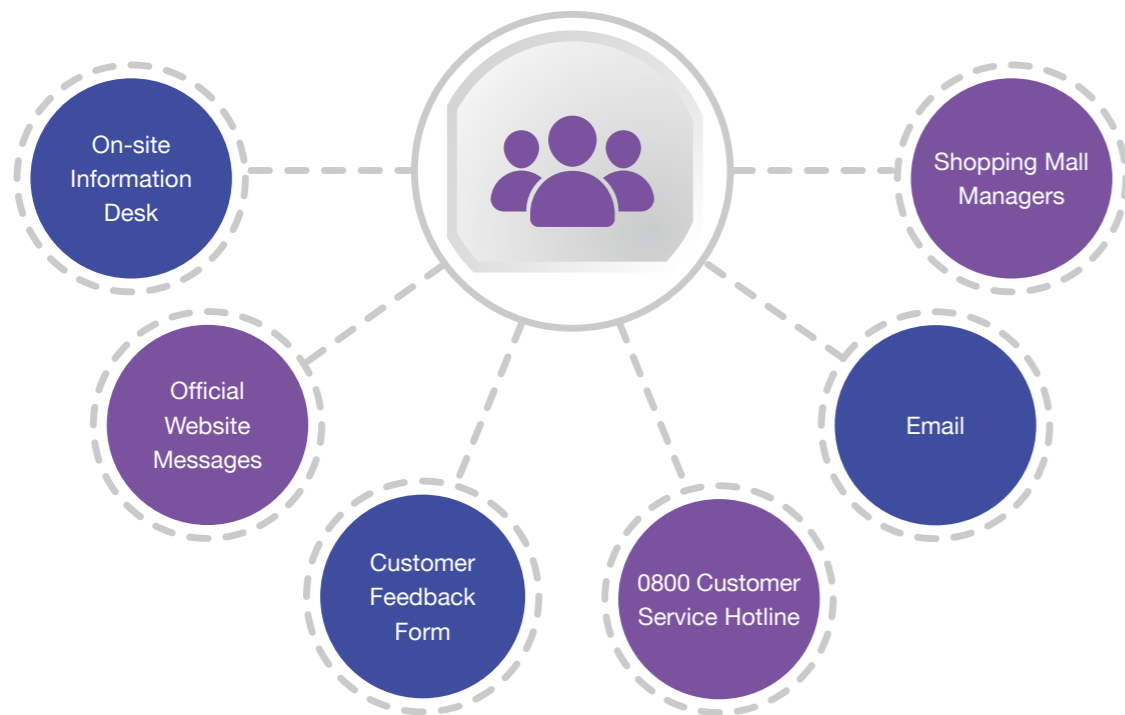 On-site
Information
Desk
Official
Website
Messages
Customer
Feedback
Form
0800 Customer
Service Hotline
Email
Shopping Mall
Managers